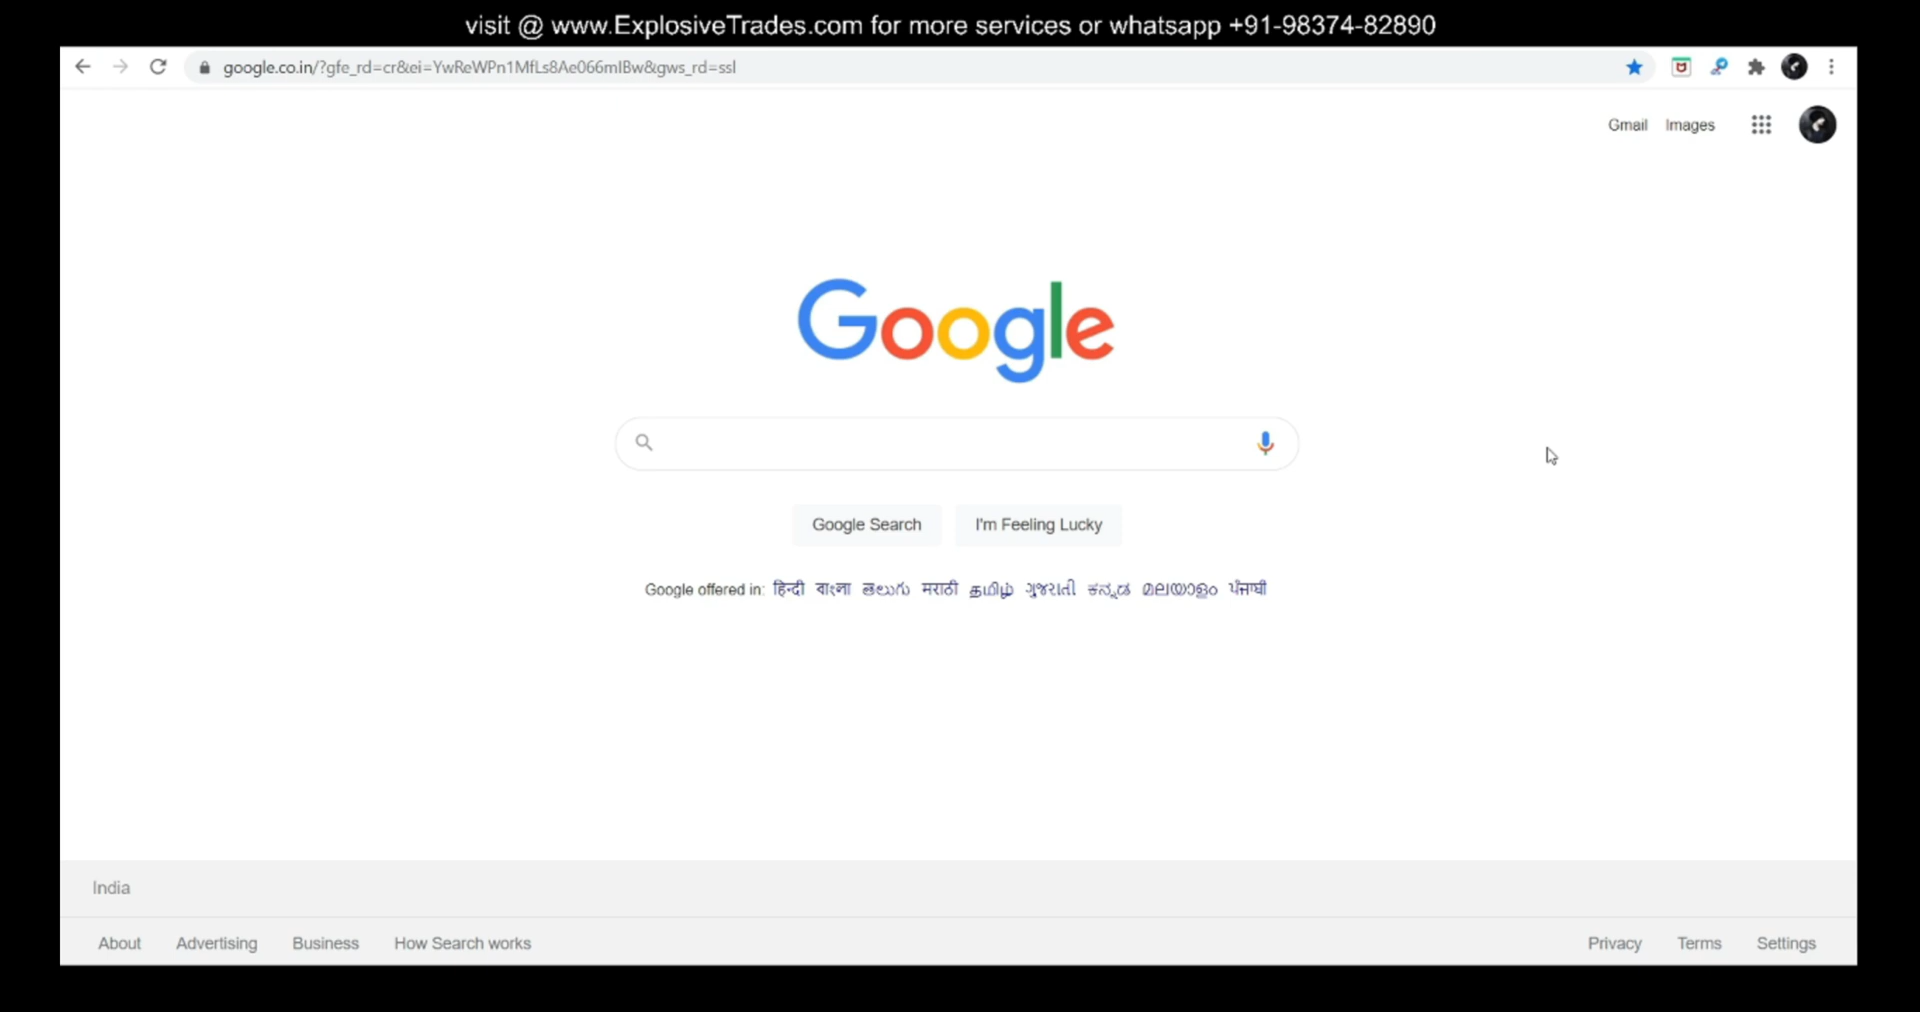 visit @ www.ExplosiveTrades.com for more services or whatsapp +91-98374-82890
google.co.in/?gfe_rd=cr&ei=YwReWPn1MfLs8Ae066mIBw&gws_rd=ssl
Gmail Images
Google
Google Search I'm Feeling Lucky
Google offered in: हिन्दी বাংলা తెలుగు मराठी தமிழ் ગુજરાતી ಕನ್ನಡ മലയാളം ਪੰਜਾਬੀ
India
About Advertising Business How Search works Privacy Terms Settings